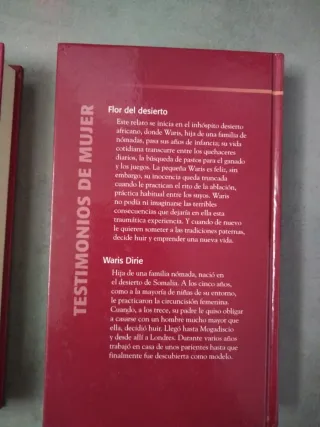 TESTIMONIOS DE MUJER
Flor del desierto
Este relato se inicia en el inhóspito desierto
africano, donde Waris, hija de una familia de
nómadas, pasa sus años de infancia; su vida
cotidiana transcurre entre los quehaceres
diarios, la búsqueda de pastos para el ganado
y los juegos. La pequeña Waris es feliz, sin
embargo, su inocencia queda truncada
cuando le practican el rito de la ablación,
práctica habitual entre los suyos. Waris
no podía ni imaginarse las terribles
consecuencias que dejaría en ella esta
traumática experiencia. Y cuando de nuevo
le quieren someter a las tradiciones paternas,
decide huir y emprender una nueva vida.
Waris Dirie
Hija de una familia nómada, nació en
el desierto de Somalia. A los cinco años,
como a la mayoría de niñas de su entorno,
le practicaron la circuncisión femenina.
Cuando, a los trece, su padre le quiso obligar a
casarse con un hombre mucho mayor que
ella, decidió huir. Llegó hasta Mogadiscio
y desde allí a Londres. Durante varios años
trabajó en casa de unos parientes hasta que
finalmente fue descubierta como modelo.